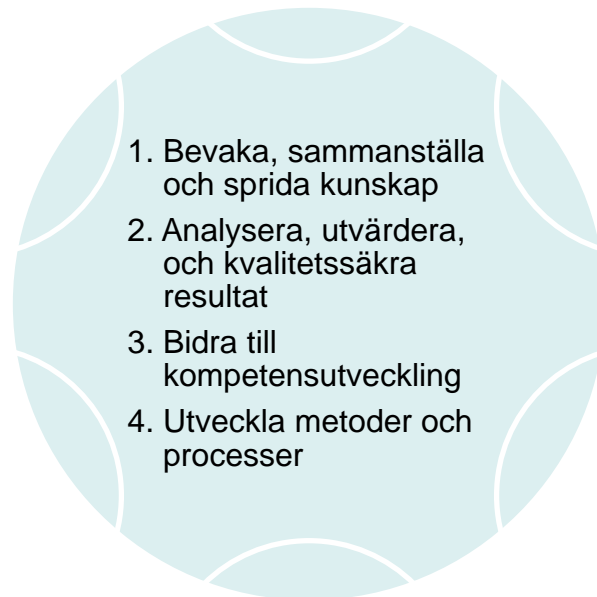 1. Bevaka, sammanställa
och sprida kunskap
2. Analysera, utvärdera,
och kvalitetssäkra
resultat
3. Bidra till
kompetensutveckling
4. Utveckla metoder och
processer